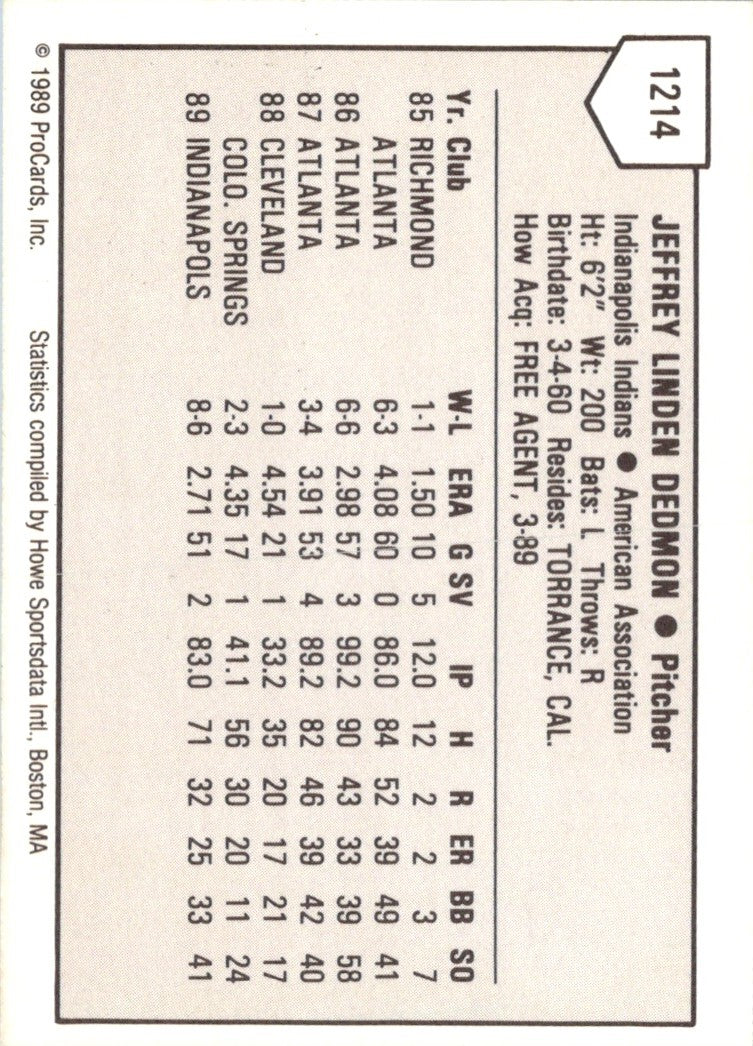 1214
JEFFREY LINDEN DEDMON ● Pitcher
Indianapolis Indians ● American Association
Ht: 6'2" Wt: 200 Bats: L Throws: R
Birthdate: 3-4-60 Resides: TORRANCE, CAL.
How Acq: FREE AGENT, 3-89
Yr. Club W-L ERA G SV IP H R ER BB SO
85 RICHMOND 1-1 1.50 10 5 12.0 12 2 2 3 7
ATLANTA 6-3 4.08 60 0 86.0 84 52 39 49 41
86 ATLANTA 6-6 2.98 57 3 99.2 90 43 33 39 58
87 ATLANTA 3-4 3.91 53 4 89.2 82 46 39 42 40
88 CLEVELAND 1-0 4.54 21 1 33.2 35 20 17 21 17
COLO. SPRINGS 2-3 4.35 17 1 41.1 56 30 20 11 24
89 INDIANAPOLS 8-6 2.71 51 2 83.0 71 32 25 33 41
© 1989 ProCards, Inc. Statistics compiled by Howe Sportsdata Intl., Boston, MA